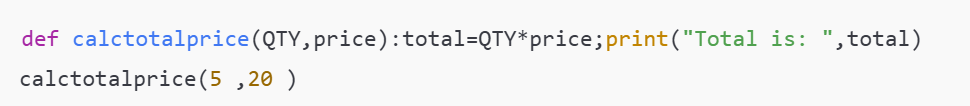 def calctotalprice(QTY,price):total=QTY*price;print("Total is: ",total)
calctotalprice(5 ,20 )